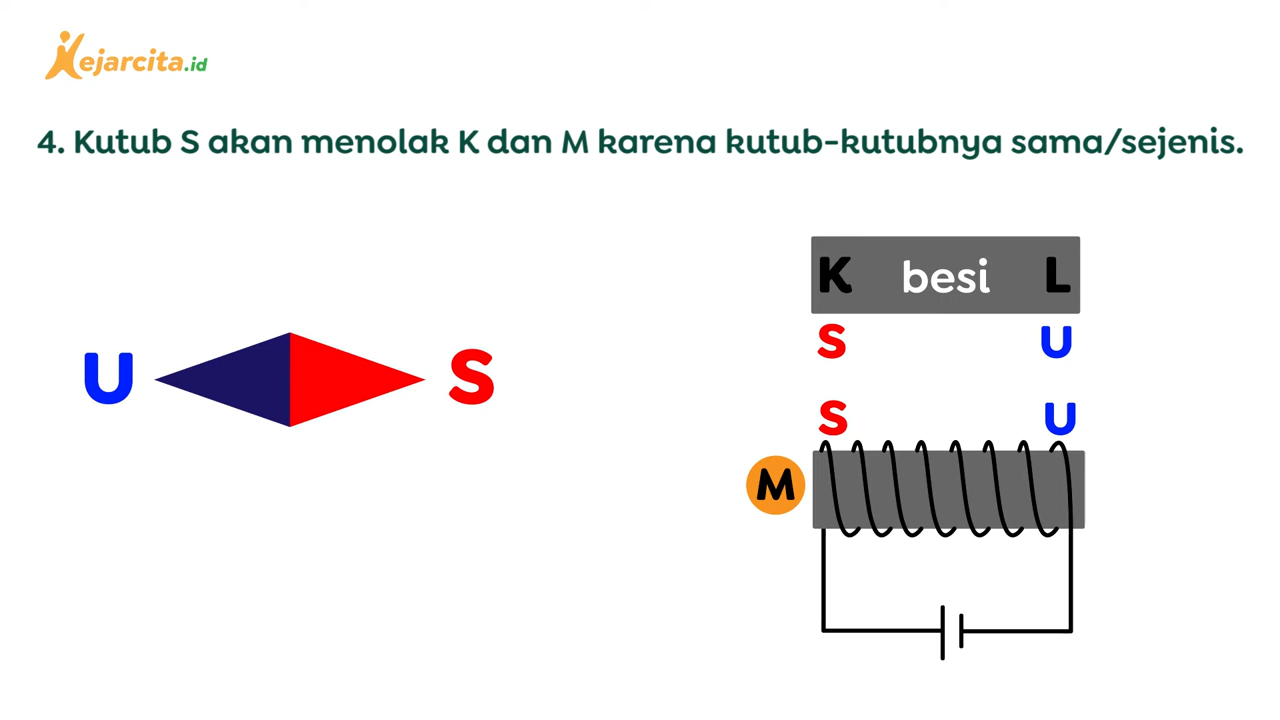 Kejarcita.id
4. Kutub S akan menolak K dan M karena kutub-kutubnya sama/sejenis.
K besi L
S U
U S
S U
M